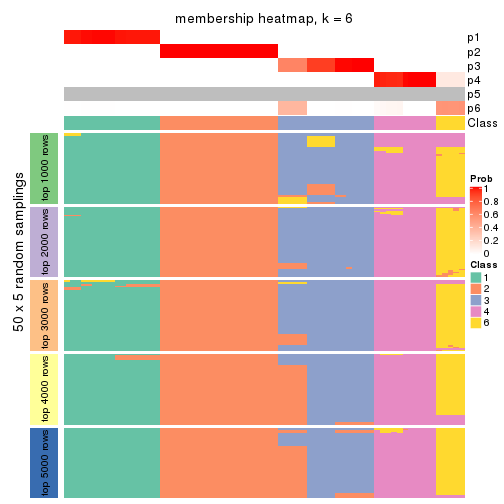 membership heatmap, k = 6
p1
p2
p3
p4
p5
p6
Class
50 x 5 random samplings
top 1000 rows
top 2000 rows
top 3000 rows
top 4000 rows
top 5000 rows
Prob
1
0.8
0.6
0.4
0.2
0
Class
1
2
3
4
6